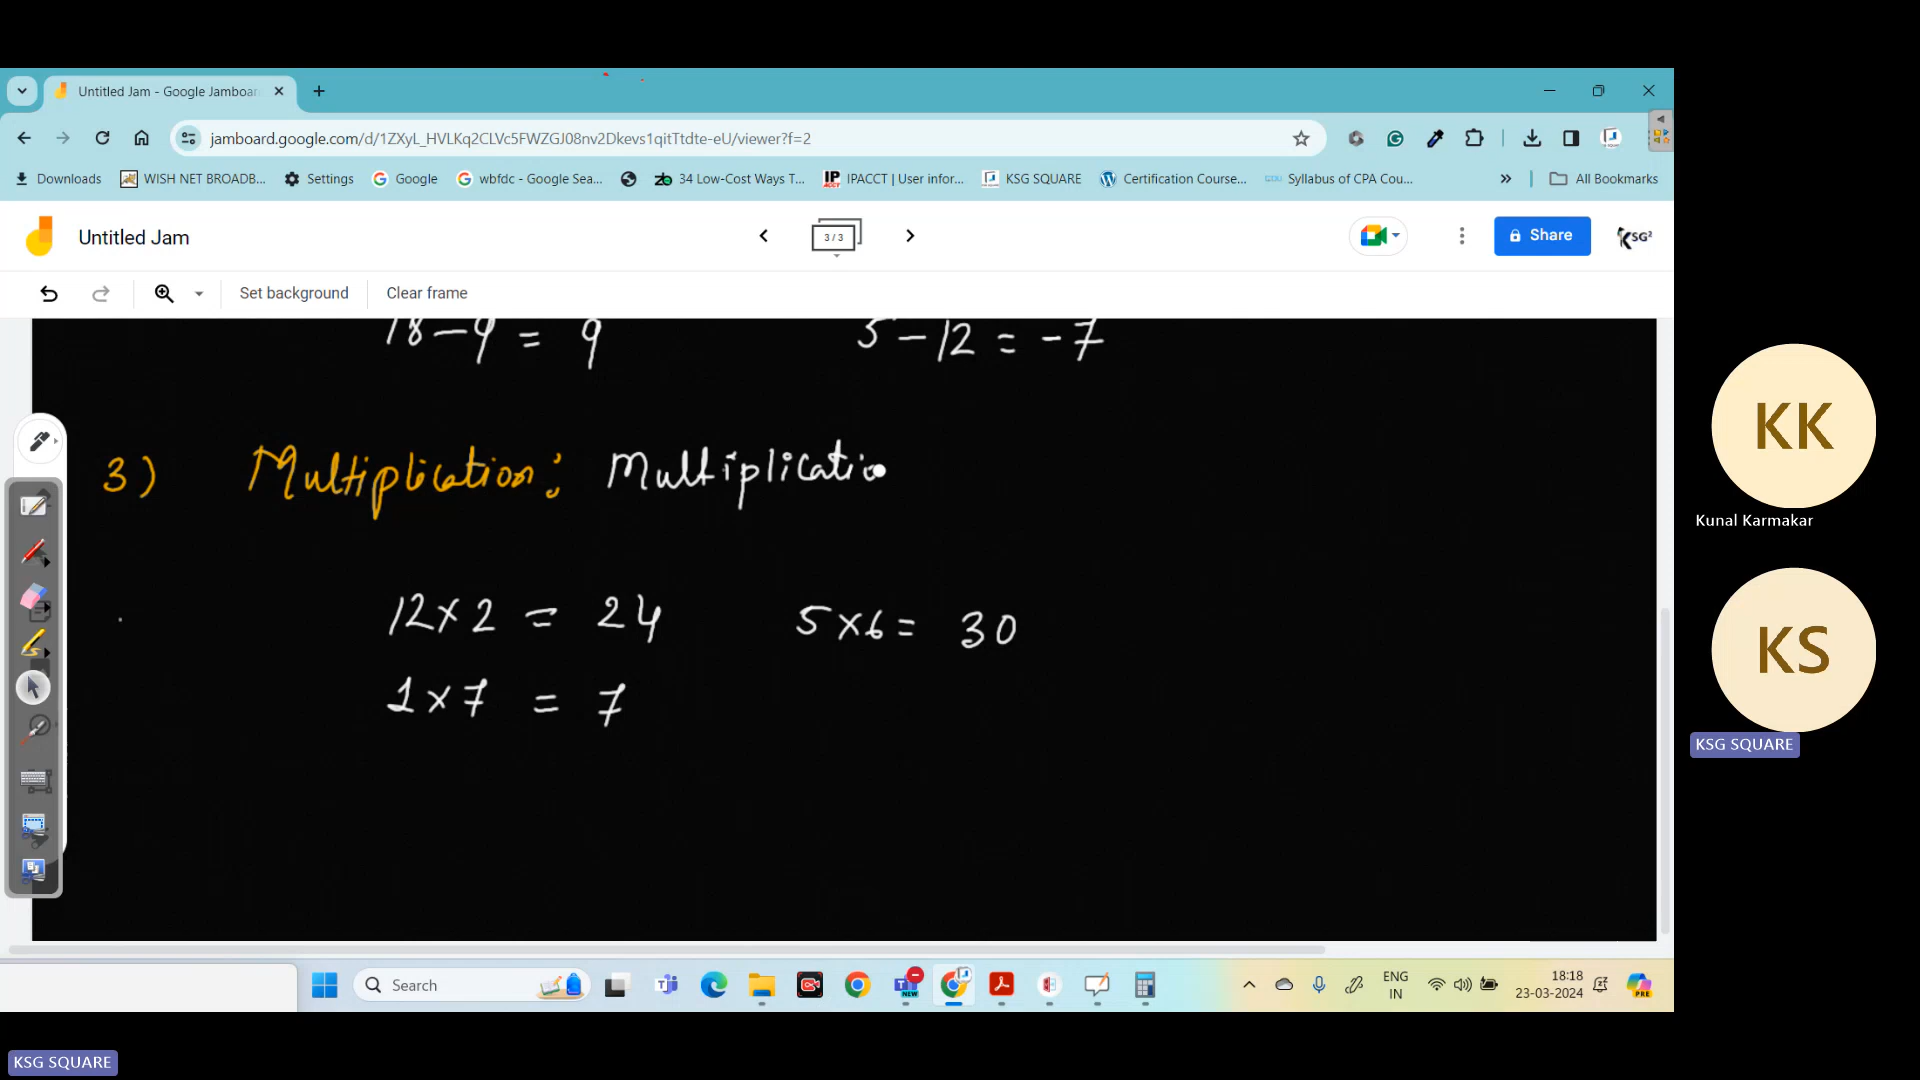 Untitled Jam - Google Jamboar
jamboard.google.com/d/1ZXyL_HVLKq2CLVc5FWZGJ08nv2Dkevs1qitTtdte-eU/viewer?f=2
Downloads WISH NET BROADB... Settings Google wbfdc - Google Sea... 34 Low-Cost Ways T... IPACCT | User infor... KSG SQUARE Certification Course... Syllabus of CPA Cou... » All Bookmarks
Untitled Jam 3 / 3 Share KSG²
Set background Clear frame
18-9 = 9 5-12 = -7
3) Multiplication: Multiplicatio
12×2 = 24 5×6 = 30
1×7 = 7
KK
Kunal Karmakar
KS
KSG SQUARE
Search ENG IN 18:18 23-03-2024
KSG SQUARE